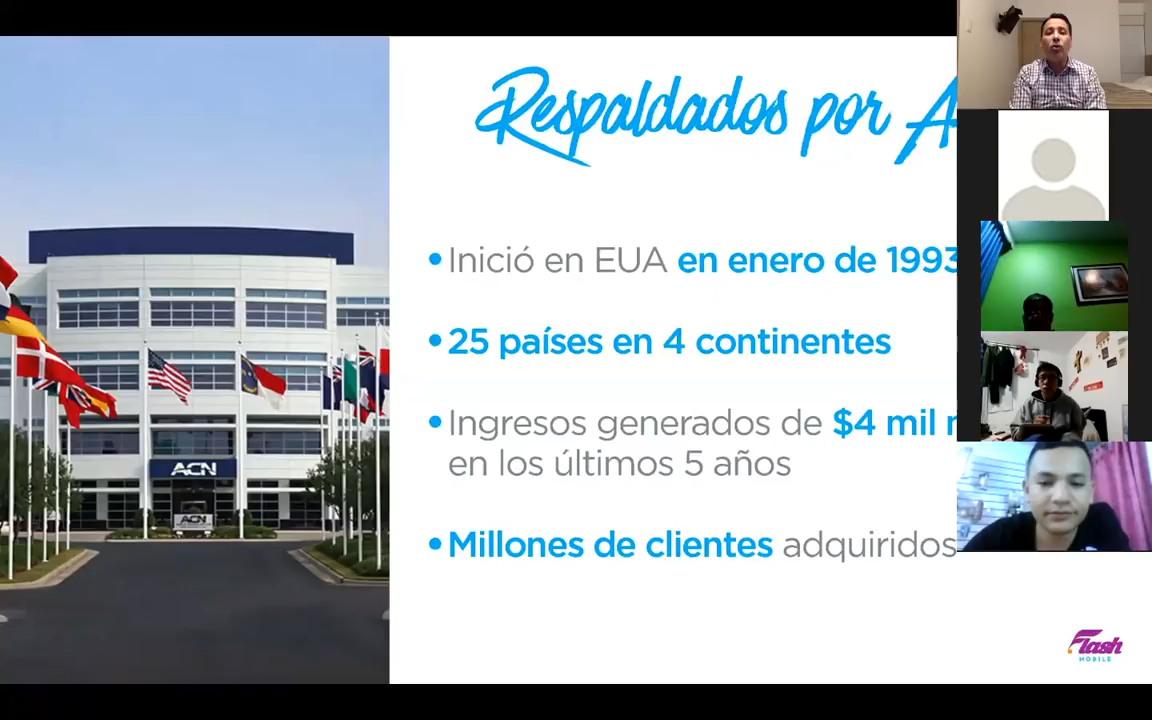 Respaldados por A
• Inició en EUA en enero de 1993
• 25 países en 4 continentes
• Ingresos generados de $4 mil
en los últimos 5 años
• Millones de clientes adquiridos
ACN
ACN
Flash
MOBILE